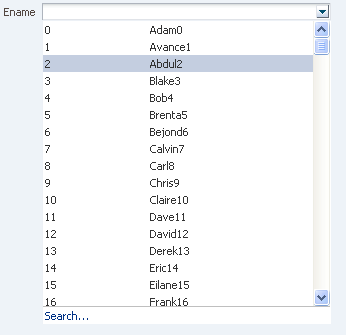 Ename
0 Adam0
1 Avance1
2 Abdul2
3 Blake3
4 Bob4
5 Brenta5
6 Bejond6
7 Calvin7
8 Carl8
9 Chris9
10 Claire10
11 Dave11
12 David12
13 Derek13
14 Eric14
15 Eilane15
16 Frank16
Search...